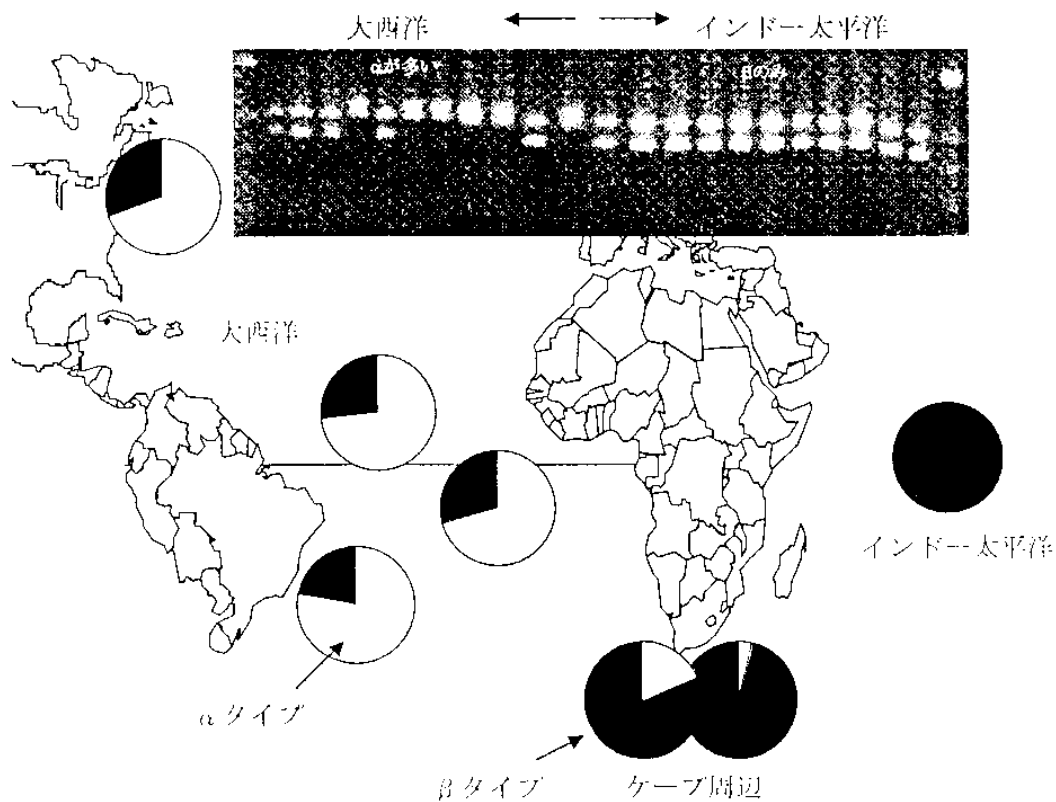 大西洋 ← → インドー太平洋
αが多い
βのみ
大西洋
インドー太平洋
αタイプ
βタイプ
ケープ周辺